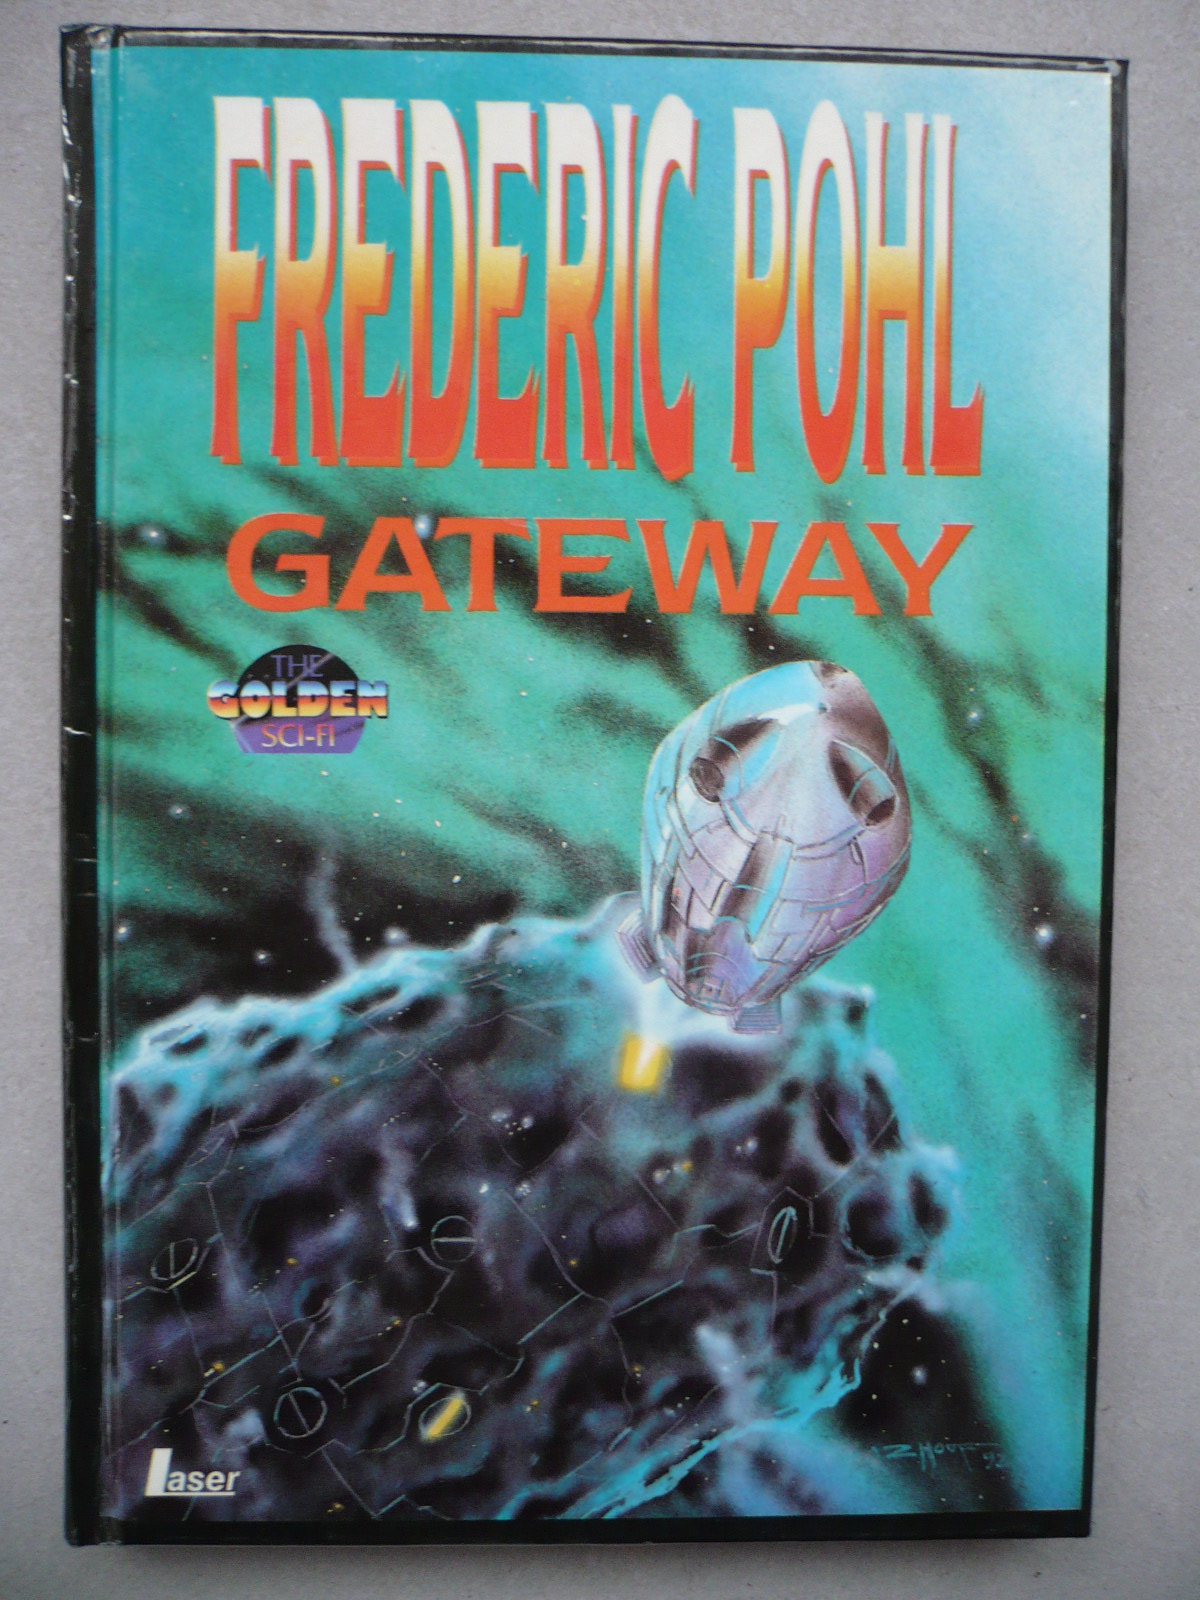 FREDERIC POHL
GATEWAY
THE
GOLDEN
SCI-FI
Laser